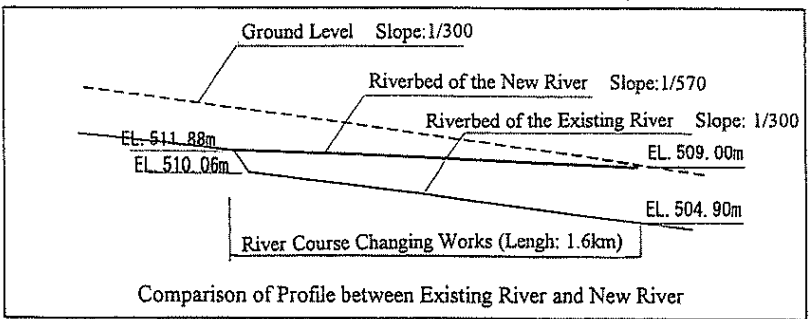 Ground Level Slope:1/300
Riverbed of the New River Slope:1/570
Riverbed of the Existing River Slope: 1/300
EL. 511.88m
EL. 509.00m
EL. 510.06m
EL. 504.90m
River Course Changing Works (Lengh: 1.6km)
Comparison of Profile between Existing River and New River